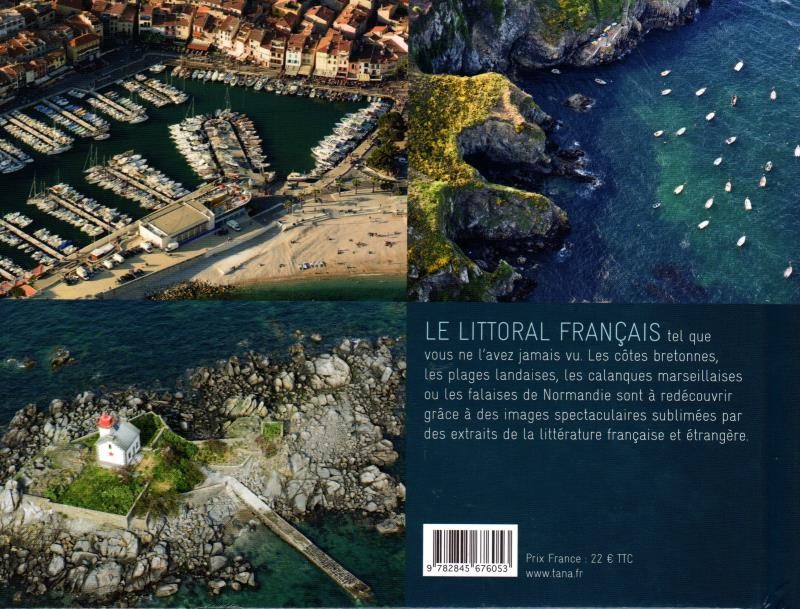 LE LITTORAL FRANÇAIS tel que
vous ne l'avez jamais vu. Les côtes bretonnes,
les plages landaises, les calanques marseillaises
ou les falaises de Normandie sont à redécouvrir
grâce à des images spectaculaires sublimées par
des extraits de la littérature française et étrangère.
9 782845 676053
Prix France : 22 € TTC
www.tana.fr